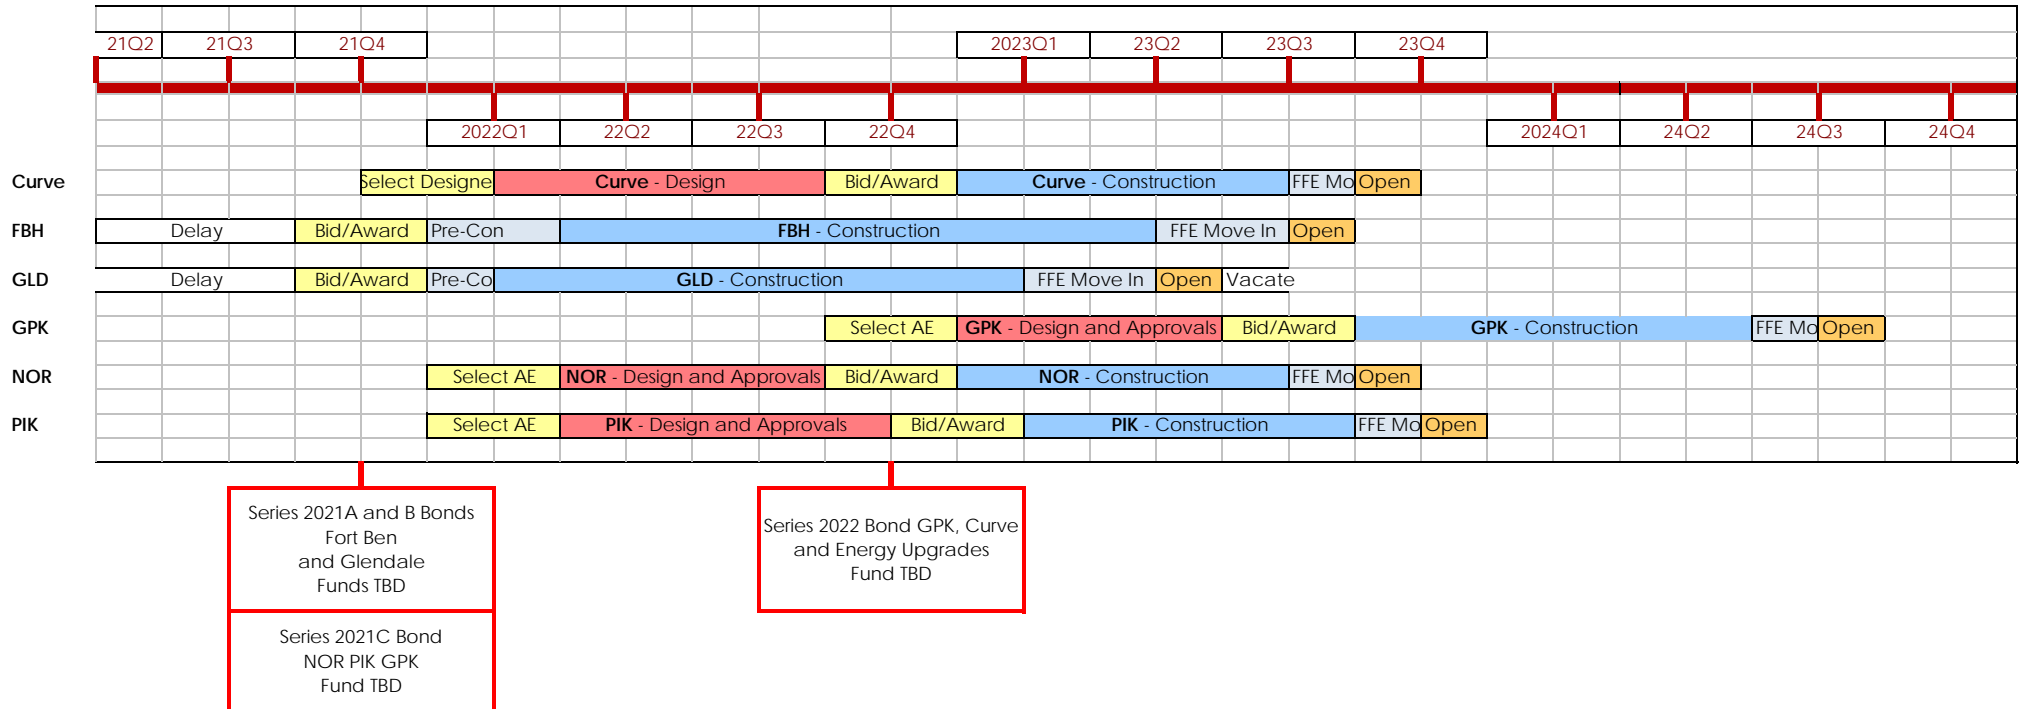 21Q2 21Q3 21Q4 2023Q1 23Q2 23Q3 23Q4
2022Q1 22Q2 22Q3 22Q4 2024Q1 24Q2 24Q3 24Q4
Curve Select Designe Curve - Design Bid/Award Curve - Construction FFE Mo Open
FBH Delay Bid/Award Pre-Con FBH - Construction FFE Move In Open
GLD Delay Bid/Award Pre-Co GLD - Construction FFE Move In Open Vacate
GPK Select AE GPK - Design and Approvals Bid/Award GPK - Construction FFE Mo Open
NOR Select AE NOR - Design and Approvals Bid/Award NOR - Construction FFE Mo Open
PIK Select AE PIK - Design and Approvals Bid/Award PIK - Construction FFE Mo Open
Series 2021A and B Bonds
Fort Ben
and Glendale
Funds TBD
Series 2021C Bond
NOR PIK GPK
Fund TBD
Series 2022 Bond GPK, Curve
and Energy Upgrades
Fund TBD